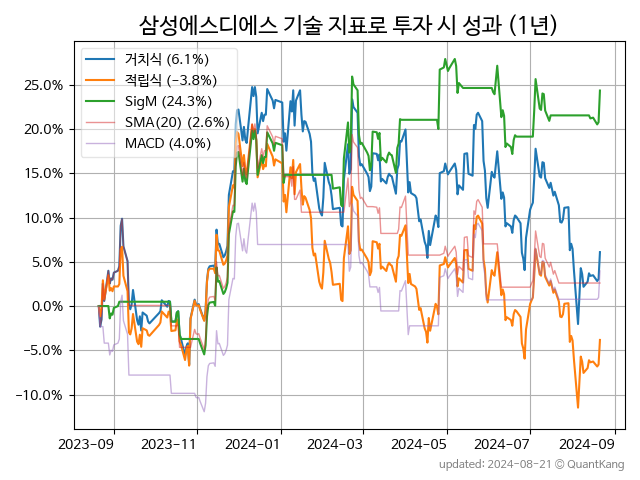 삼성에스디에스 기술 지표로 투자 시 성과 (1년)
거치식 (6.1%)
적립식 (−3.8%)
SigM (24.3%)
SMA(20) (2.6%)
MACD (4.0%)
25.0%
20.0%
15.0%
10.0%
5.0%
0.0%
−5.0%
−10.0%
2023-09 2023-11 2024-01 2024-03 2024-05 2024-07 2024-09
updated: 2024-08-21 @ QuantKang